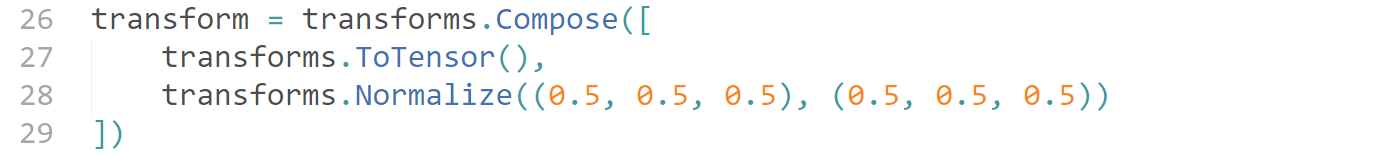 26 transform = transforms.Compose([
27     transforms.ToTensor(),
28     transforms.Normalize((0.5, 0.5, 0.5), (0.5, 0.5, 0.5))
29 ])